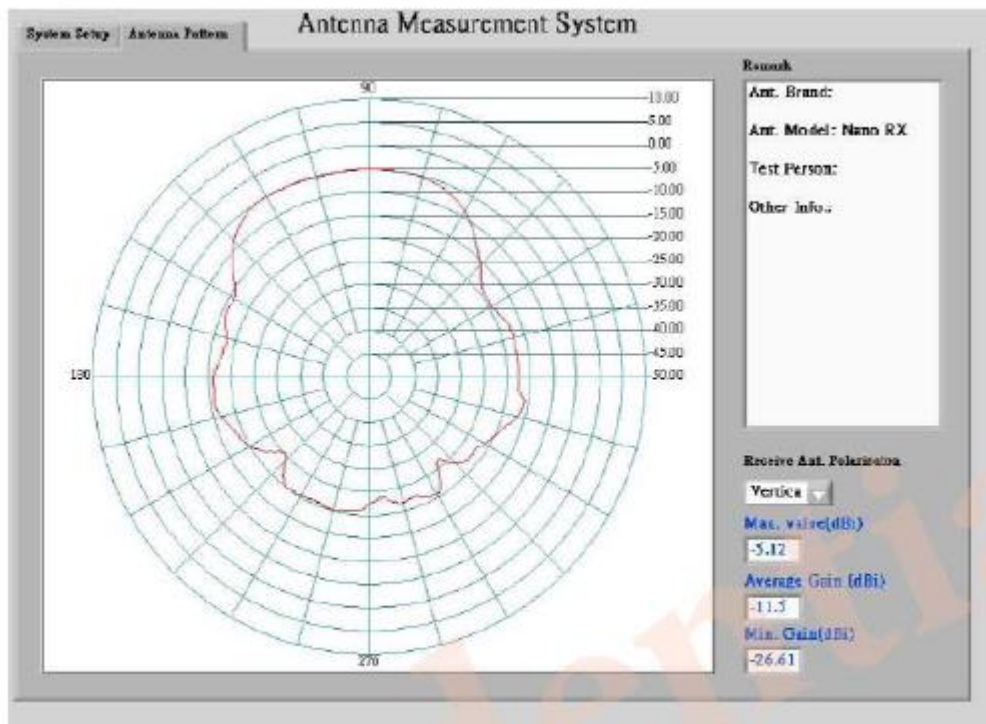 Antenna Measurement System
System Setup
Antenna Pattern
90
10.00
5.00
0.00
-5.00
-10.00
-15.00
-20.00
-25.00
-30.00
-35.00
-40.00
-45.00
-50.00
180
270
Remark
Ant. Brand:
Ant. Model: Nano RX
Test Person:
Other Info.:
Receive Ant. Polarization
Vertica
Max. value(dBi)
-5.12
Average Gain (dBi)
-11.5
Min. Gain(dBi)
-26.61